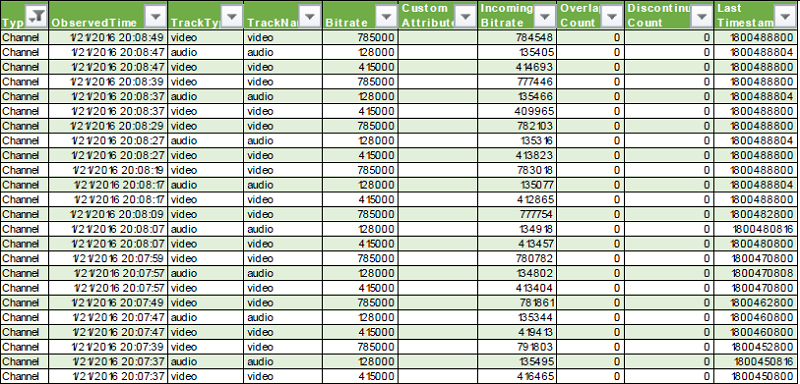 Typ ObservedTime TrackTyp TrackNam Bitrate Custom Attribute Incoming Bitrate Overlap Count Discontinu Count Last Timestam
Channel 1/21/2016 20:08:49 video video 785000 784548 0 0 1800488800
Channel 1/21/2016 20:08:47 audio audio 128000 135405 0 0 1800488804
Channel 1/21/2016 20:08:47 video video 415000 414693 0 0 1800488800
Channel 1/21/2016 20:08:39 video video 785000 777446 0 0 1800488800
Channel 1/21/2016 20:08:37 audio audio 128000 135466 0 0 1800488804
Channel 1/21/2016 20:08:37 video video 415000 409965 0 0 1800488800
Channel 1/21/2016 20:08:29 video video 785000 782103 0 0 1800488800
Channel 1/21/2016 20:08:27 audio audio 128000 135316 0 0 1800488804
Channel 1/21/2016 20:08:27 video video 415000 413823 0 0 1800488800
Channel 1/21/2016 20:08:19 video video 785000 783018 0 0 1800488800
Channel 1/21/2016 20:08:17 audio audio 128000 135077 0 0 1800488804
Channel 1/21/2016 20:08:17 video video 415000 412865 0 0 1800488800
Channel 1/21/2016 20:08:09 video video 785000 777754 0 0 1800482800
Channel 1/21/2016 20:08:07 audio audio 128000 134918 0 0 1800480816
Channel 1/21/2016 20:08:07 video video 415000 413457 0 0 1800480800
Channel 1/21/2016 20:07:59 video video 785000 780782 0 0 1800470800
Channel 1/21/2016 20:07:57 audio audio 128000 134802 0 0 1800470808
Channel 1/21/2016 20:07:57 video video 415000 413404 0 0 1800470800
Channel 1/21/2016 20:07:49 video video 785000 781861 0 0 1800462800
Channel 1/21/2016 20:07:47 audio audio 128000 135344 0 0 1800460800
Channel 1/21/2016 20:07:47 video video 415000 419413 0 0 1800460800
Channel 1/21/2016 20:07:39 video video 785000 791803 0 0 1800452800
Channel 1/21/2016 20:07:37 audio audio 128000 135495 0 0 1800450816
Channel 1/21/2016 20:07:37 video video 415000 416465 0 0 1800450800